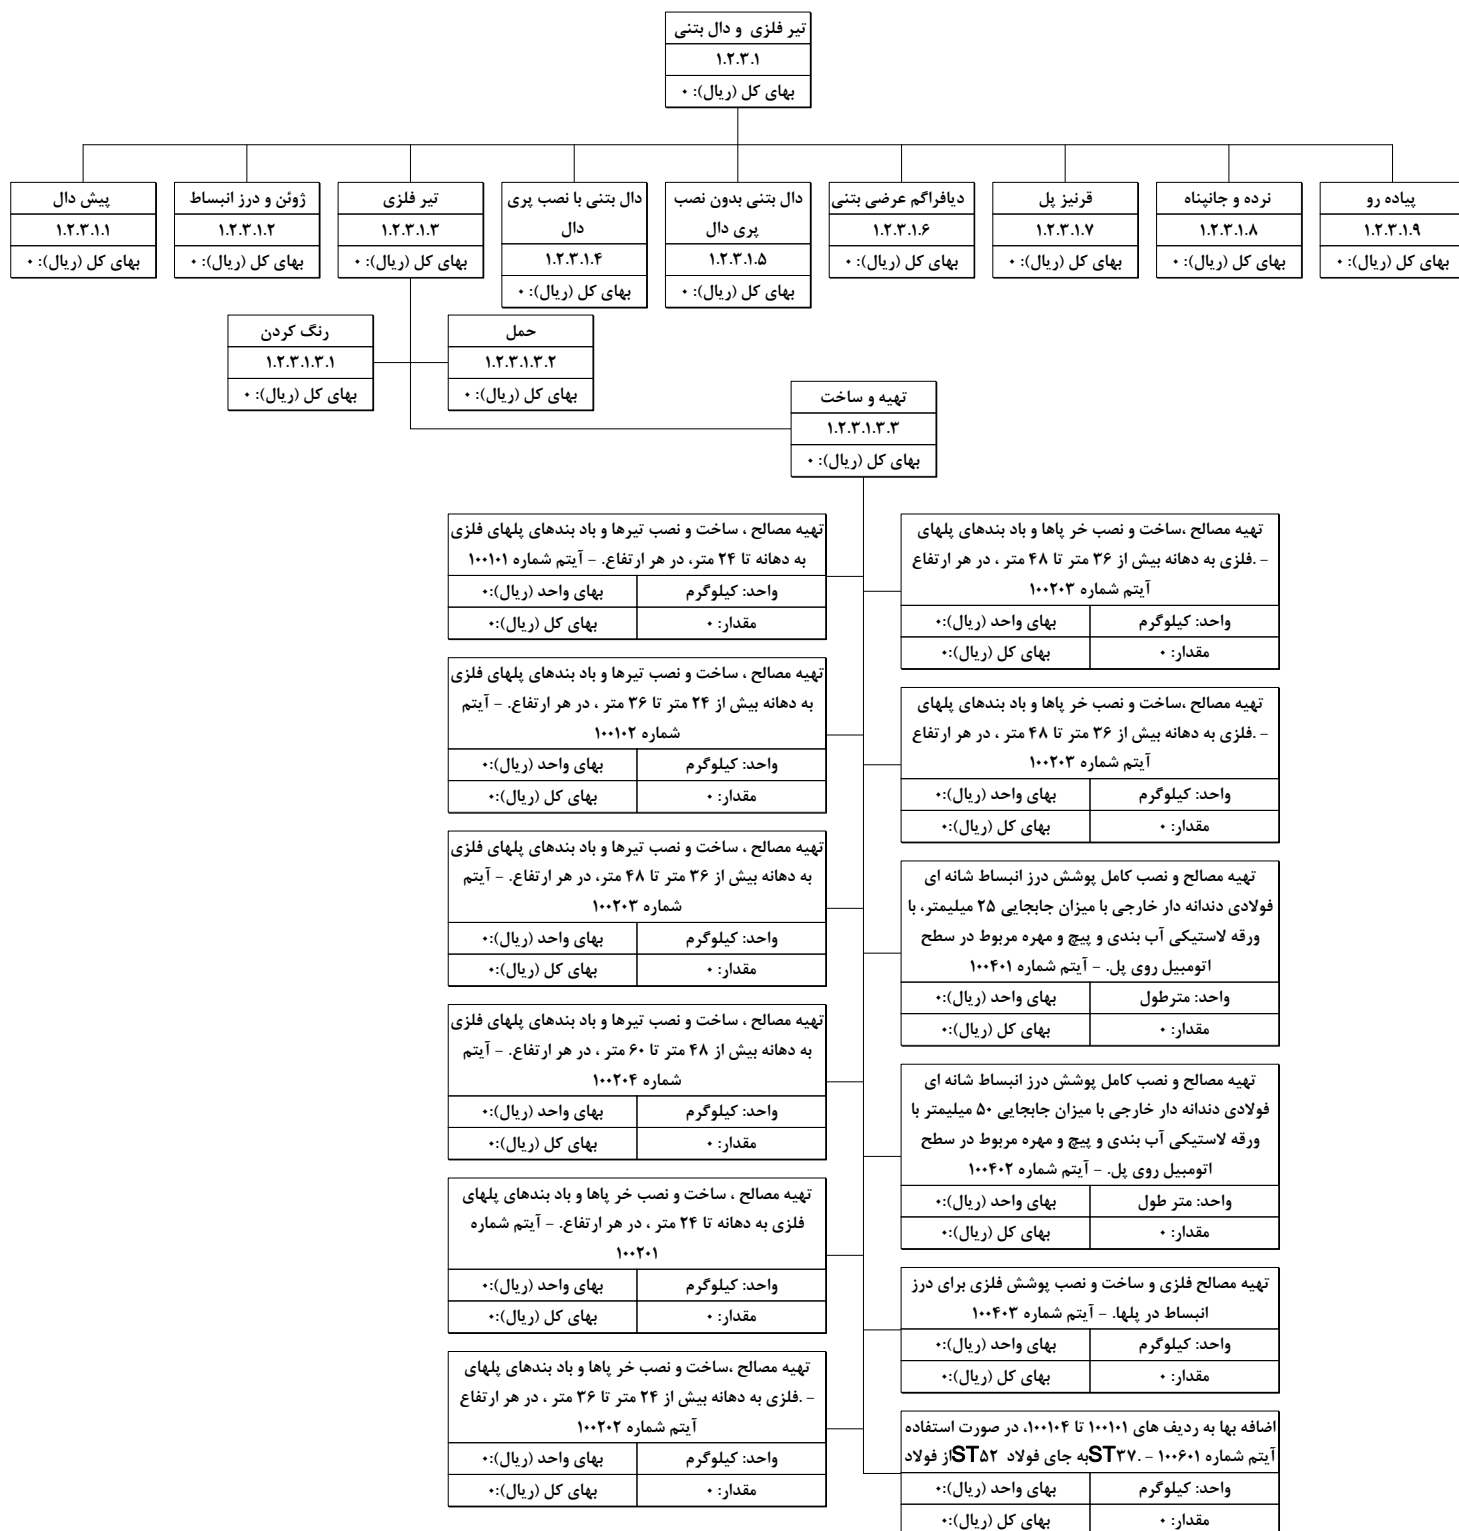 تیر فلزی و دال بتنی
۱.۲.۳.۱
بهای کل (ریال): ۰
پیش دال
۱.۲.۳.۱.۱
بهای کل (ریال): ۰
ژوئن و درز انبساط
۱.۲.۳.۱.۲
بهای کل (ریال): ۰
تیر فلزی
۱.۲.۳.۱.۳
بهای کل (ریال): ۰
دال بتنی با نصب پری
دال
۱.۲.۳.۱.۴
بهای کل (ریال): ۰
دال بتنی بدون نصب
پری دال
۱.۲.۳.۱.۵
بهای کل (ریال): ۰
دیافراگم عرضی بتنی
۱.۲.۳.۱.۶
بهای کل (ریال): ۰
قرنیز پل
۱.۲.۳.۱.۷
بهای کل (ریال): ۰
نرده و جانپناه
۱.۲.۳.۱.۸
بهای کل (ریال): ۰
پیاده رو
۱.۲.۳.۱.۹
بهای کل (ریال): ۰
رنگ کردن
۱.۲.۳.۱.۳.۱
بهای کل (ریال): ۰
حمل
۱.۲.۳.۱.۳.۲
بهای کل (ریال): ۰
تهیه و ساخت
۱.۲.۳.۱.۳.۳
بهای کل (ریال): ۰
تهیه مصالح ، ساخت و نصب تیرها و باد بندهای پلهای فلزی
به دهانه تا ۲۴ متر، در هر ارتفاع. - آیتم شماره ۱۰۰۱۰۱
واحد: کیلوگرم
بهای واحد (ریال):۰
مقدار: ۰
بهای کل (ریال):۰
تهیه مصالح ، ساخت و نصب تیرها و باد بندهای پلهای فلزی
به دهانه بیش از ۲۴ متر تا ۳۶ متر ، در هر ارتفاع. - آیتم
شماره ۱۰۰۱۰۲
واحد: کیلوگرم
بهای واحد (ریال):۰
مقدار: ۰
بهای کل (ریال):۰
تهیه مصالح ، ساخت و نصب تیرها و باد بندهای پلهای فلزی
به دهانه بیش از ۳۶ متر تا ۴۸ متر، در هر ارتفاع. - آیتم
شماره ۱۰۰۲۰۳
واحد: کیلوگرم
بهای واحد (ریال):۰
مقدار: ۰
بهای کل (ریال):۰
تهیه مصالح ، ساخت و نصب تیرها و باد بندهای پلهای فلزی
به دهانه بیش از ۴۸ متر تا ۶۰ متر ، در هر ارتفاع. - آیتم
شماره ۱۰۰۲۰۴
واحد: کیلوگرم
بهای واحد (ریال):۰
مقدار: ۰
بهای کل (ریال):۰
تهیه مصالح ، ساخت و نصب خر پاها و باد بندهای پلهای
فلزی به دهانه تا ۲۴ متر ، در هر ارتفاع. - آیتم شماره
۱۰۰۲۰۱
واحد: کیلوگرم
بهای واحد (ریال):۰
مقدار: ۰
بهای کل (ریال):۰
تهیه مصالح ،ساخت و نصب خر پاها و باد بندهای پلهای
فلزی به دهانه بیش از ۲۴ متر تا ۳۶ متر ، در هر ارتفاع. -
آیتم شماره ۱۰۰۲۰۲
واحد: کیلوگرم
بهای واحد (ریال):۰
مقدار: ۰
بهای کل (ریال):۰
تهیه مصالح ،ساخت و نصب خر پاها و باد بندهای پلهای
فلزی به دهانه بیش از ۳۶ متر تا ۴۸ متر ، در هر ارتفاع. -
آیتم شماره ۱۰۰۲۰۳
واحد: کیلوگرم
بهای واحد (ریال):۰
مقدار: ۰
بهای کل (ریال):۰
تهیه مصالح ،ساخت و نصب خر پاها و باد بندهای پلهای
فلزی به دهانه بیش از ۳۶ متر تا ۴۸ متر ، در هر ارتفاع. -
آیتم شماره ۱۰۰۲۰۳
واحد: کیلوگرم
بهای واحد (ریال):۰
مقدار: ۰
بهای کل (ریال):۰
تهیه مصالح و نصب کامل پوشش درز انبساط شانه ای
فولادی دندانه دار خارجی با میزان جابجایی ۲۵ میلیمتر، با
ورقه لاستیکی آب بندی و پیچ و مهره مربوط در سطح
اتومبیل روی پل. - آیتم شماره ۱۰۰۴۰۱
واحد: مترطول
بهای واحد (ریال):۰
مقدار: ۰
بهای کل (ریال):۰
تهیه مصالح و نصب کامل پوشش درز انبساط شانه ای
فولادی دندانه دار خارجی با میزان جابجایی ۵۰ میلیمتر با
ورقه لاستیکی آب بندی و پیچ و مهره مربوط در سطح
اتومبیل روی پل. - آیتم شماره ۱۰۰۴۰۲
واحد: متر طول
بهای واحد (ریال):۰
مقدار: ۰
بهای کل (ریال):۰
تهیه مصالح فلزی و ساخت و نصب پوشش فلزی برای درز
انبساط در پلها. - آیتم شماره ۱۰۰۴۰۳
واحد: کیلوگرم
بهای واحد (ریال):۰
مقدار: ۰
بهای کل (ریال):۰
اضافه بها به ردیف های ۱۰۰۱۰۱ تا ۱۰۰۱۰۴، در صورت استفاده
از فولاد ST۵۲ به جای فولاد ST۳۷. - آیتم شماره ۱۰۰۶۰۱
واحد: کیلوگرم
بهای واحد (ریال):۰
مقدار: ۰
بهای کل (ریال):۰